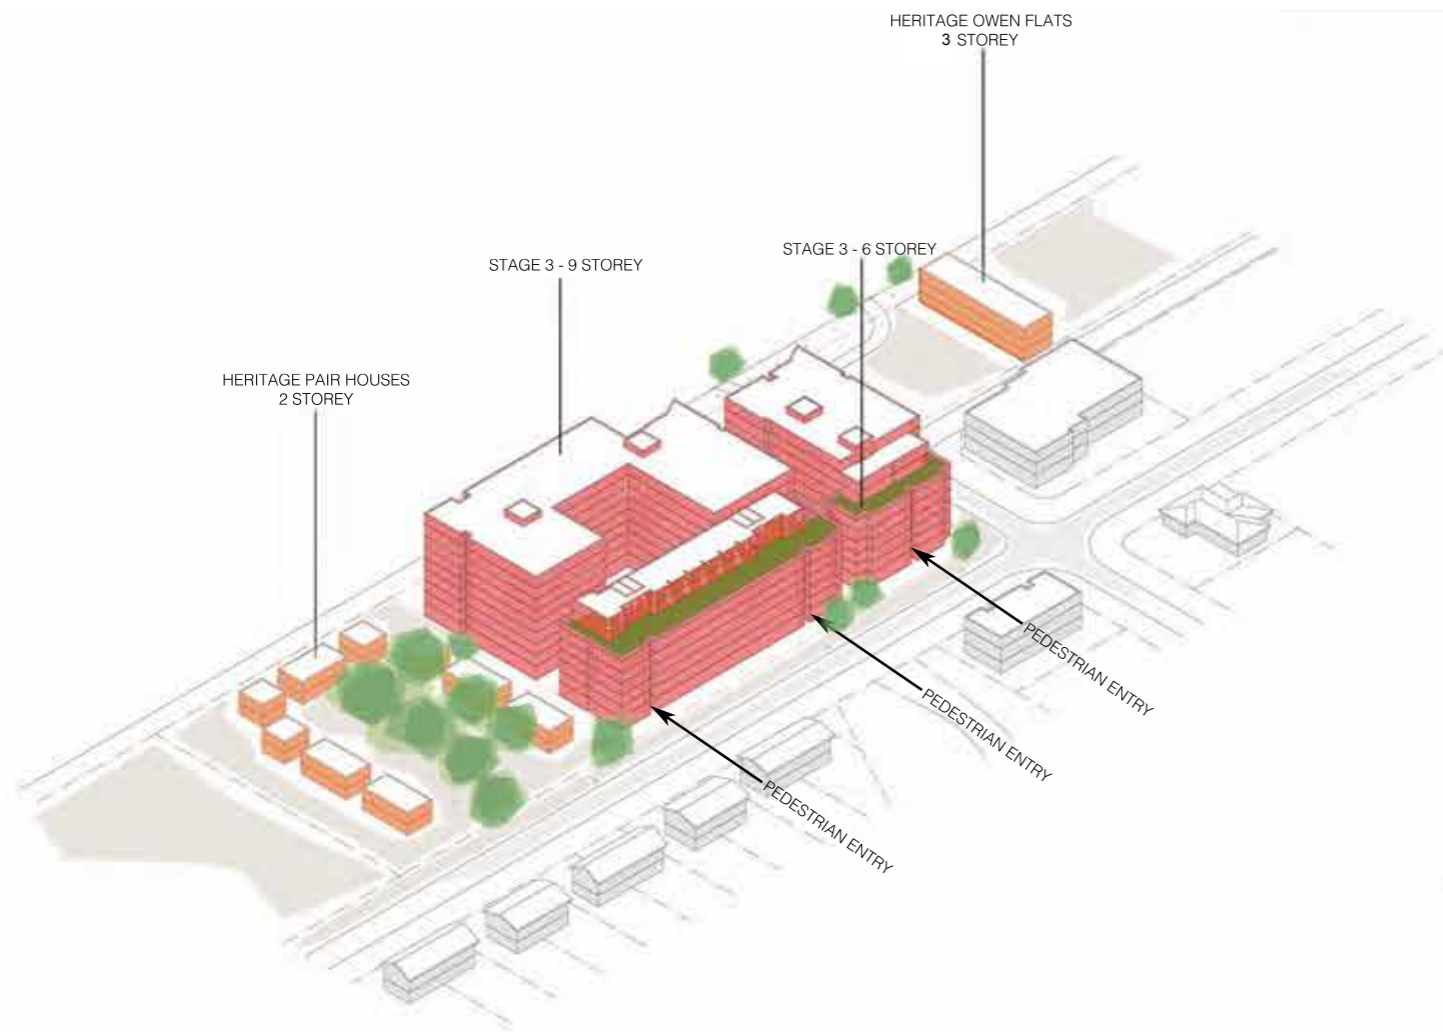 HERITAGE OWEN FLATS
3 STOREY
STAGE 3 - 6 STOREY
STAGE 3 - 9 STOREY
HERITAGE PAIR HOUSES
2 STOREY
PEDESTRIAN ENTRY
PEDESTRIAN ENTRY
PEDESTRIAN ENTRY